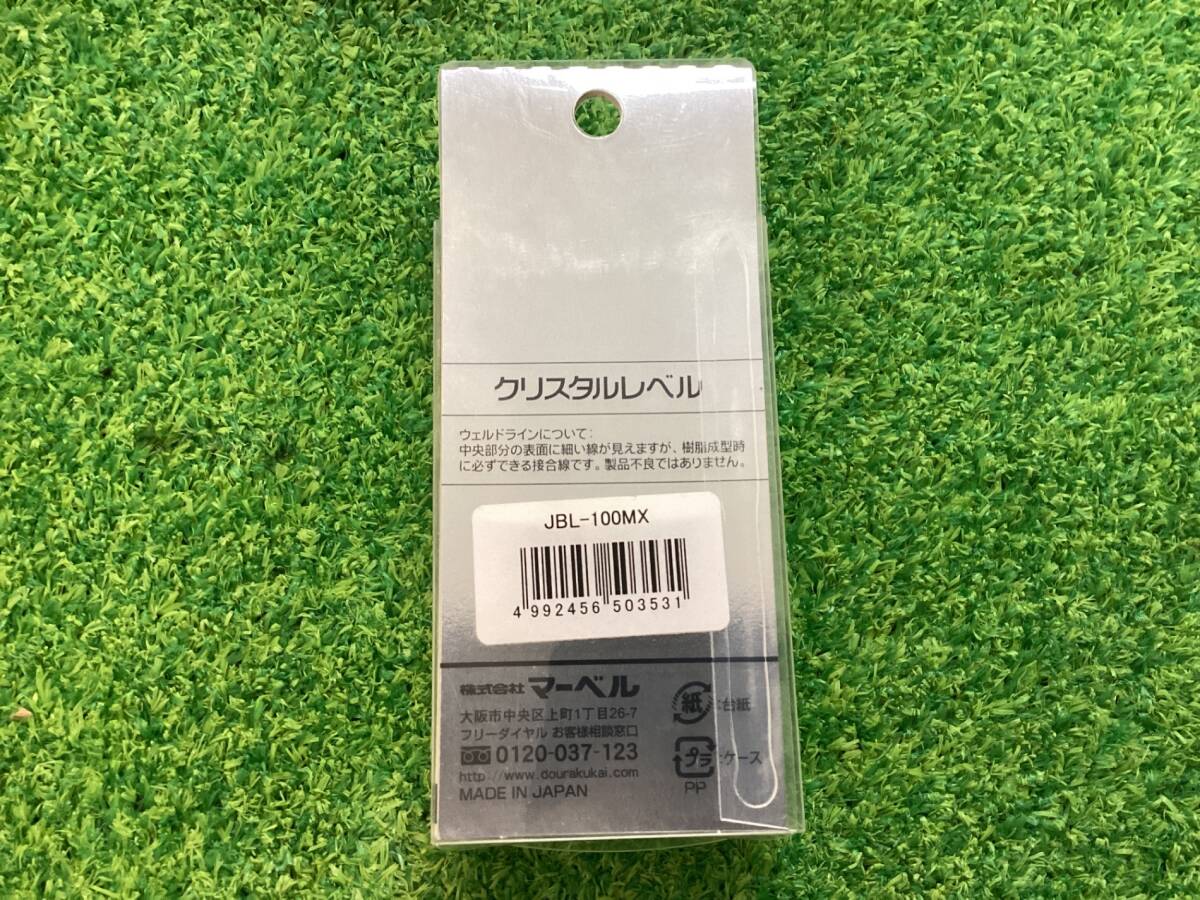 クリスタルレベル
ウェルドラインについて:
中央部分の表面に細い線が見えますが、樹脂成型時
に必ずできる接合線です。製品不良ではありません。
JBL-100MX
4 992456 503531
株式会社 マーベル
大阪市中央区上町1丁目26-7
フリーダイヤル お客様相談窓口
0120-037-123
http://www.dourakukai.com
MADE IN JAPAN
紙 :台紙
プラ :ケース
PP